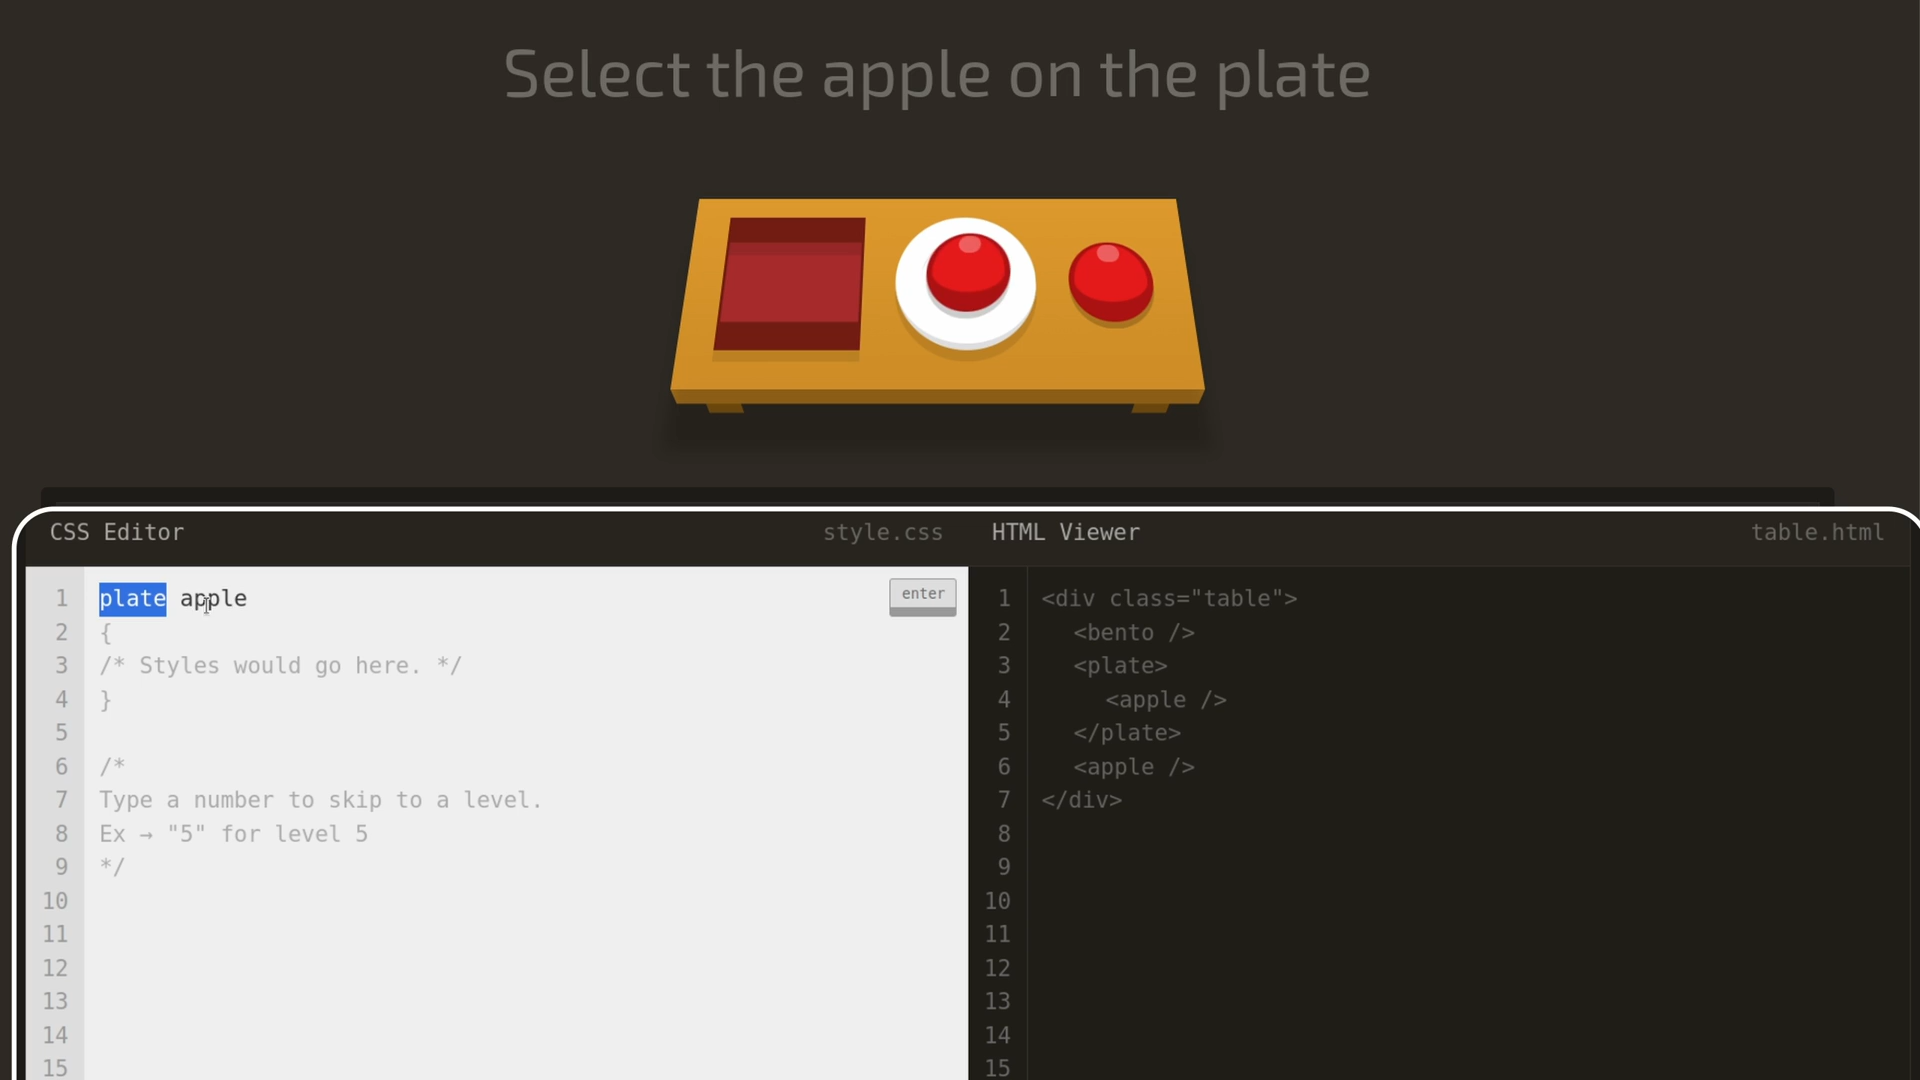 Select the apple on the plate
CSS Editor style.css
1 plate apple enter
2 {
3 /* Styles would go here. */
4 }
5
6 /*
7 Type a number to skip to a level.
8 Ex → "5" for level 5
9 */
10
11
12
13
14
15
HTML Viewer table.html
1 <div class="table">
2 <bento />
3 <plate>
4 <apple />
5 </plate>
6 <apple />
7 </div>
8
9
10
11
12
13
14
15